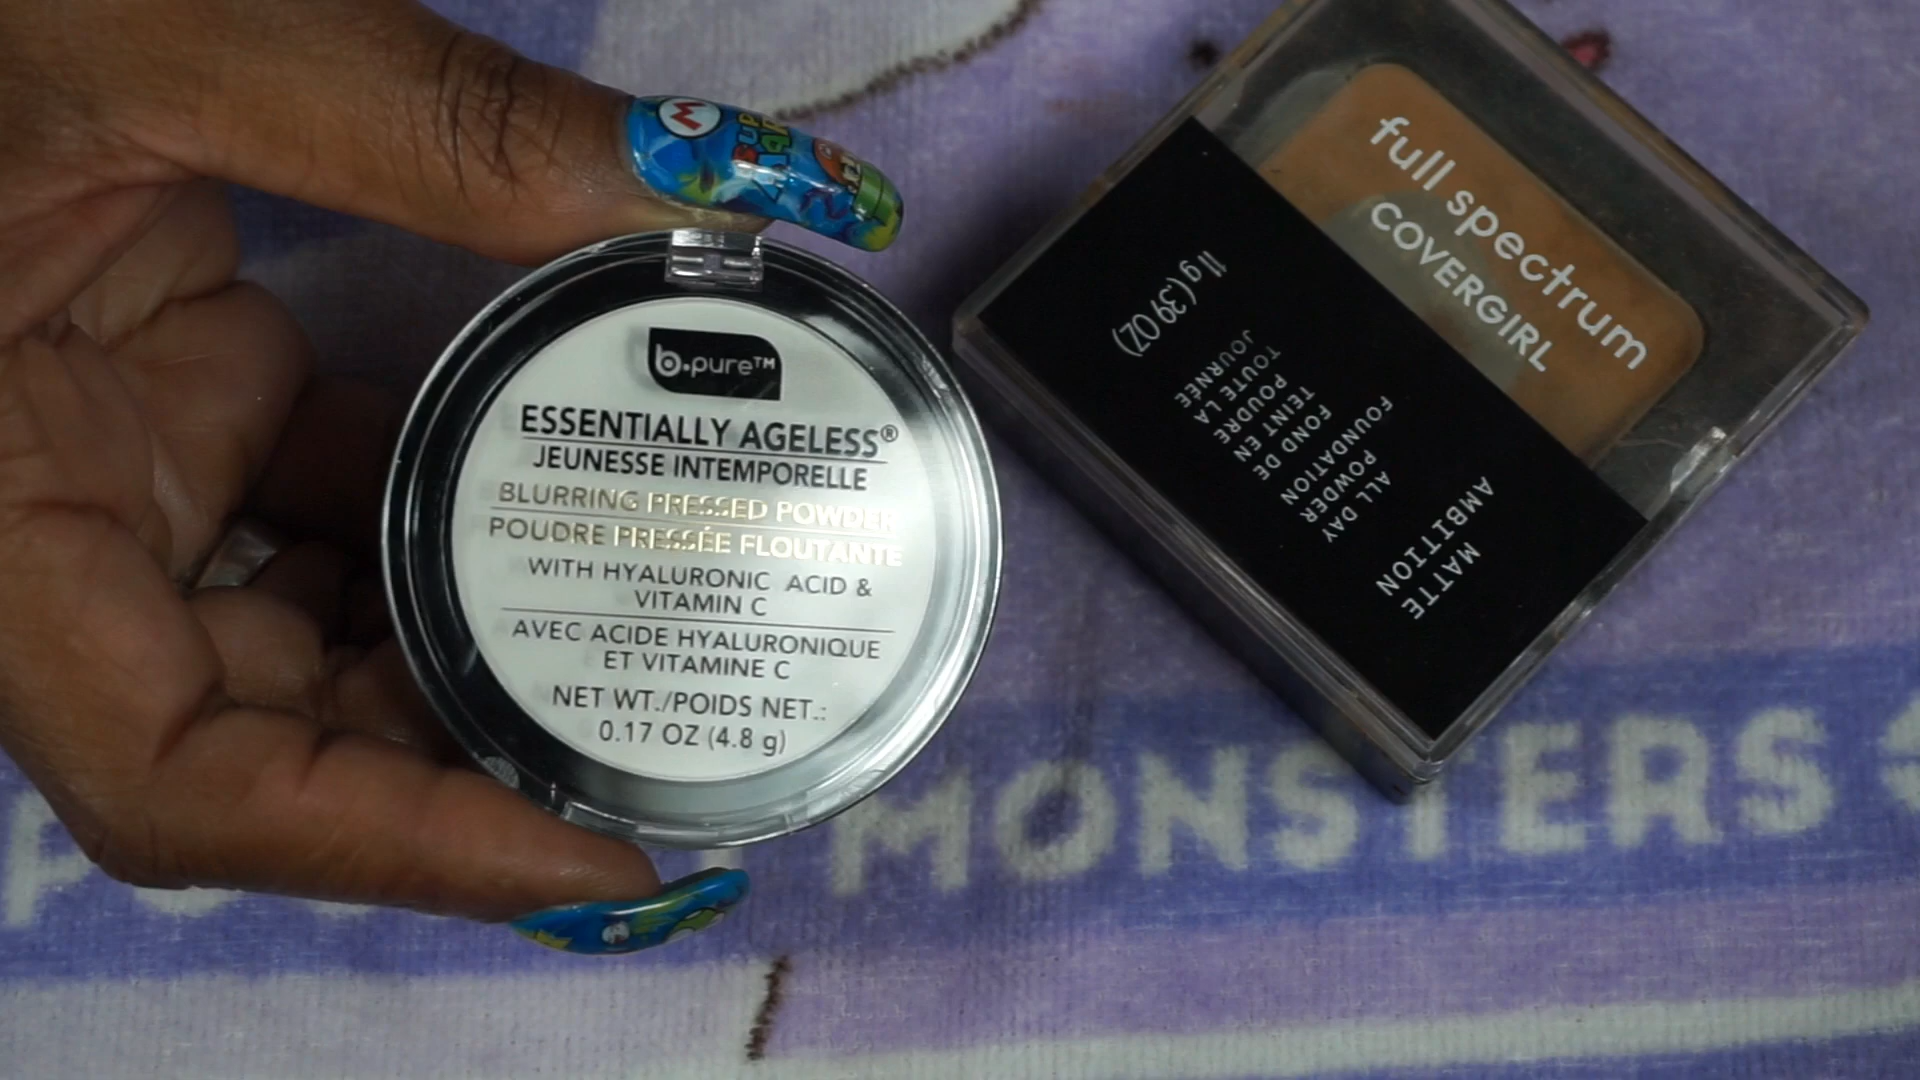 b.pure™
ESSENTIALLY AGELESS®
JEUNESSE INTEMPORELLE
BLURRING PRESSED POWDER
POUDRE PRESSÉE FLOUTANTE
WITH HYALURONIC ACID &
VITAMIN C
AVEC ACIDE HYALURONIQUE
ET VITAMINE C
NET WT./POIDS NET.:
0.17 OZ (4.8 g)
full spectrum
COVERGIRL
MATTE
AMBITION
ALL DAY
POWDER
FOUNDATION
FOND DE
TEINT EN
POUDRE
TOUTE LA
JOURNÉE
11 g (.39 OZ)
M
MONSTERS